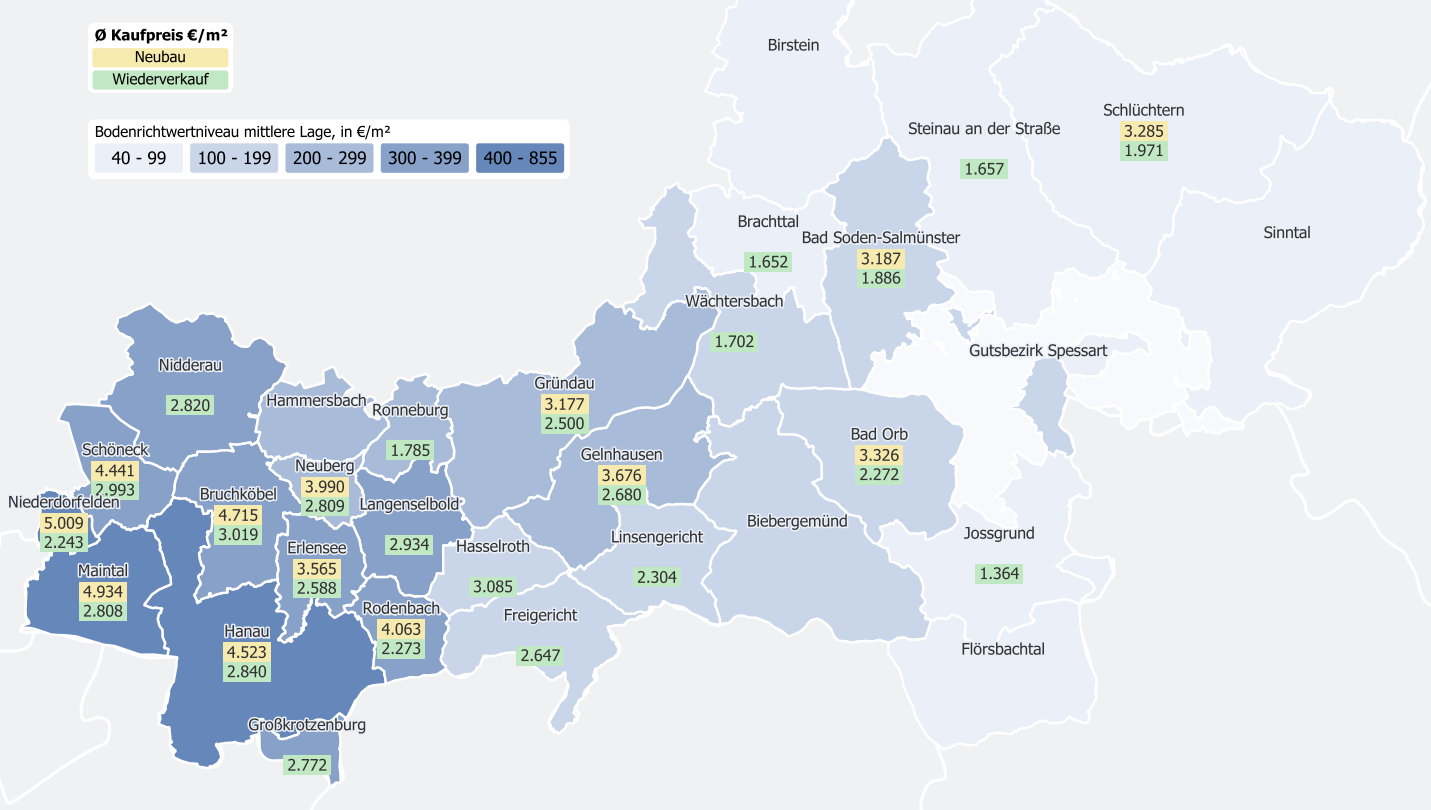 Ø Kaufpreis €/m²
Neubau
Wiederverkauf
Bodenrichtwertniveau mittlere Lage, in €/m²
40 - 99 100 - 199 200 - 299 300 - 399 400 - 855
Birstein
Schlüchtern
3.285
1.971
Steinau an der Straße
1.657
Sinntal
Brachttal
1.652
Bad Soden-Salmünster
3.187
1.886
Wächtersbach
1.702
Gutsbezirk Spessart
Nidderau
2.820
Hammersbach
Ronneburg
1.785
Gründau
3.177
2.500
Bad Orb
3.326
2.272
Schöneck
4.441
2.993
Gelnhausen
3.676
2.680
Neuberg
3.990
2.809
Bruchköbel
4.715
3.019
Niederdorfelden
5.009
2.243
Langenselbold
2.934
Biebergemünd
Jossgrund
1.364
Linsengericht
2.304
Hasselroth
3.085
Erlensee
3.565
2.588
Maintal
4.934
2.808
Rodenbach
4.063
2.273
Freigericht
2.647
Hanau
4.523
2.840
Flörsbachtal
Großkrotzenburg
2.772